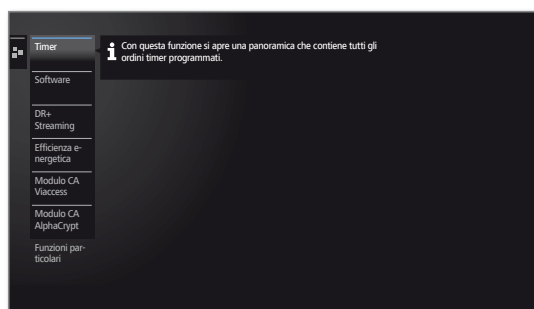 Timer
Con questa funzione si apre una panoramica che contiene tutti gli
ordini timer programmati.
Software
DR+
Streaming
Efficienza e-
nergetica
Modulo CA
Viaccess
Modulo CA
AlphaCrypt
Funzioni par-
ticolari